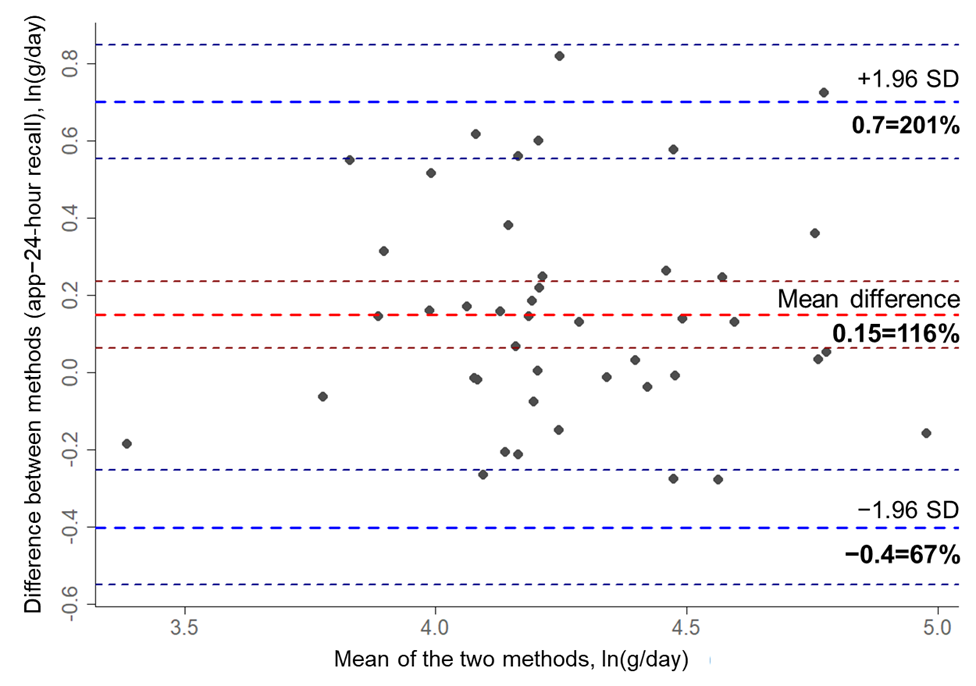 Difference between methods (app−24-hour recall), ln(g/day)
0.8
0.6
0.4
0.2
0.0
-0.2
-0.4
-0.6
+1.96 SD
0.7=201%
Mean difference
0.15=116%
−1.96 SD
−0.4=67%
3.5 4.0 4.5 5.0
Mean of the two methods, ln(g/day)